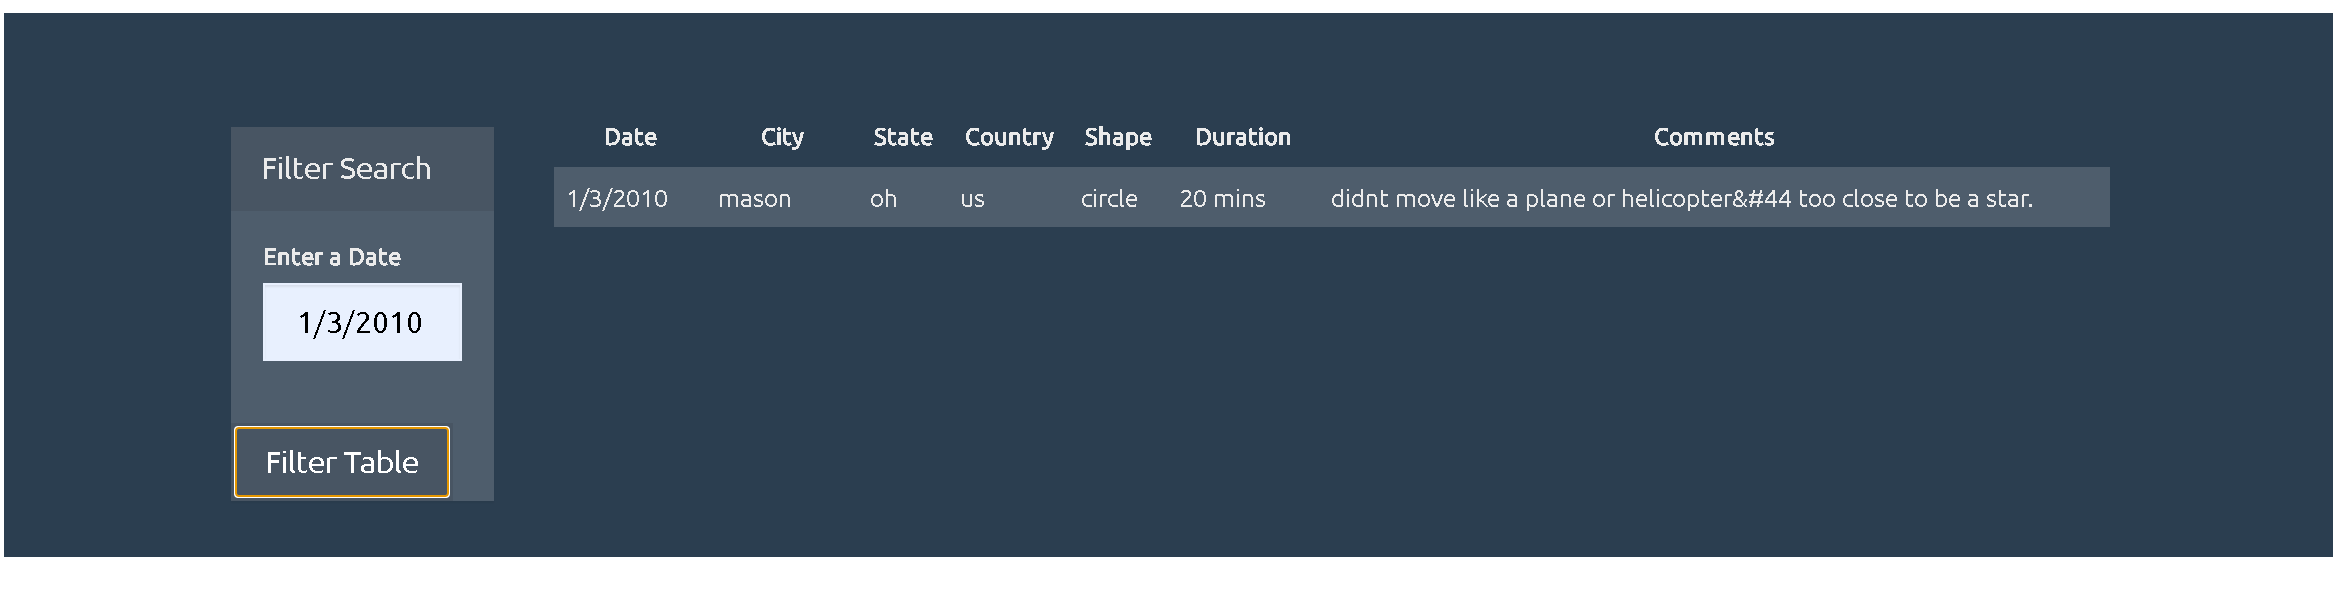 Filter Search
Enter a Date
1/3/2010
Filter Table
Date City State Country Shape Duration Comments
1/3/2010 mason oh us circle 20 mins didnt move like a plane or helicopter&#44 too close to be a star.